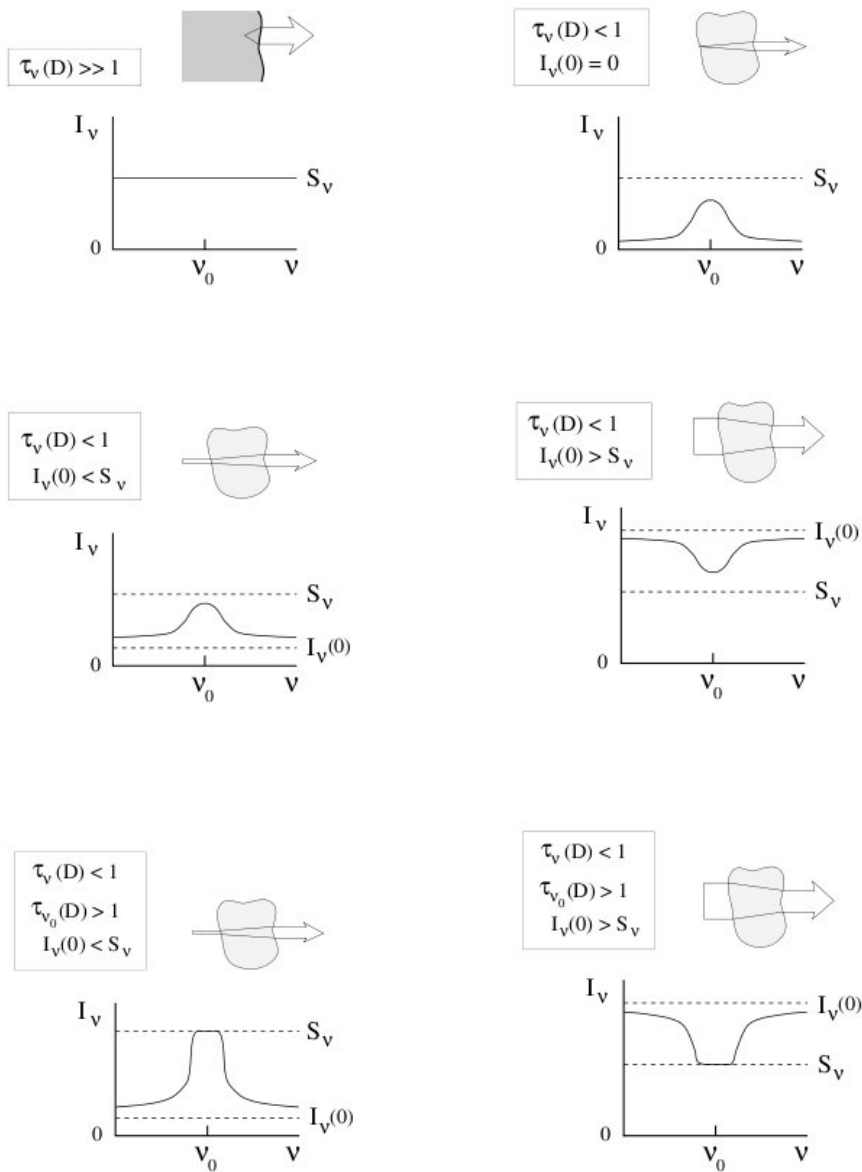 τν(D) >> 1
Iν
Sν
0
ν0
ν
τν(D) < 1
Iν(0) = 0
Iν
Sν
0
ν0
ν
τν(D) < 1
Iν(0) < Sν
Iν
Sν
Iν(0)
0
ν0
ν
τν(D) < 1
Iν(0) > Sν
Iν
Iν(0)
Sν
0
ν0
ν
τν(D) < 1
τν0(D) > 1
Iν(0) < Sν
Iν
Sν
Iν(0)
0
ν0
ν
τν(D) < 1
τν0(D) > 1
Iν(0) > Sν
Iν
Iν(0)
Sν
0
ν0
ν